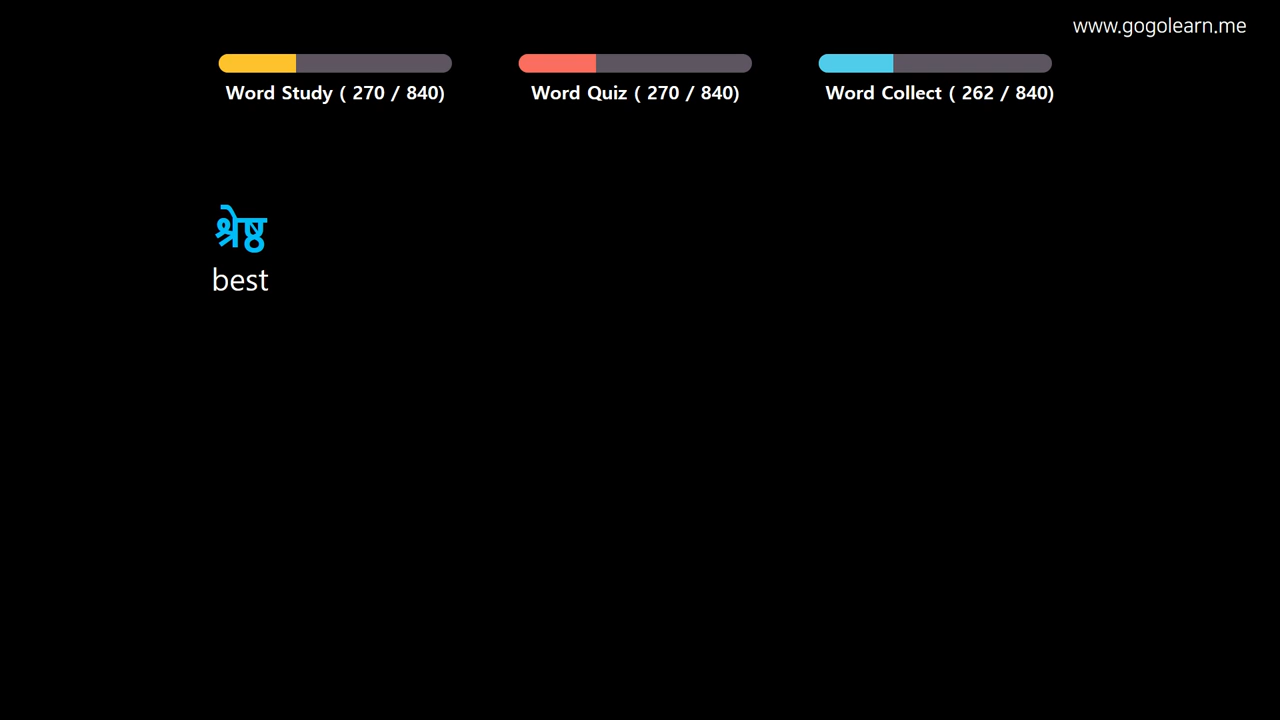 www.gogolearn.me
Word Study ( 270 / 840)
Word Quiz ( 270 / 840)
Word Collect ( 262 / 840)
श्रेष्ठ
best